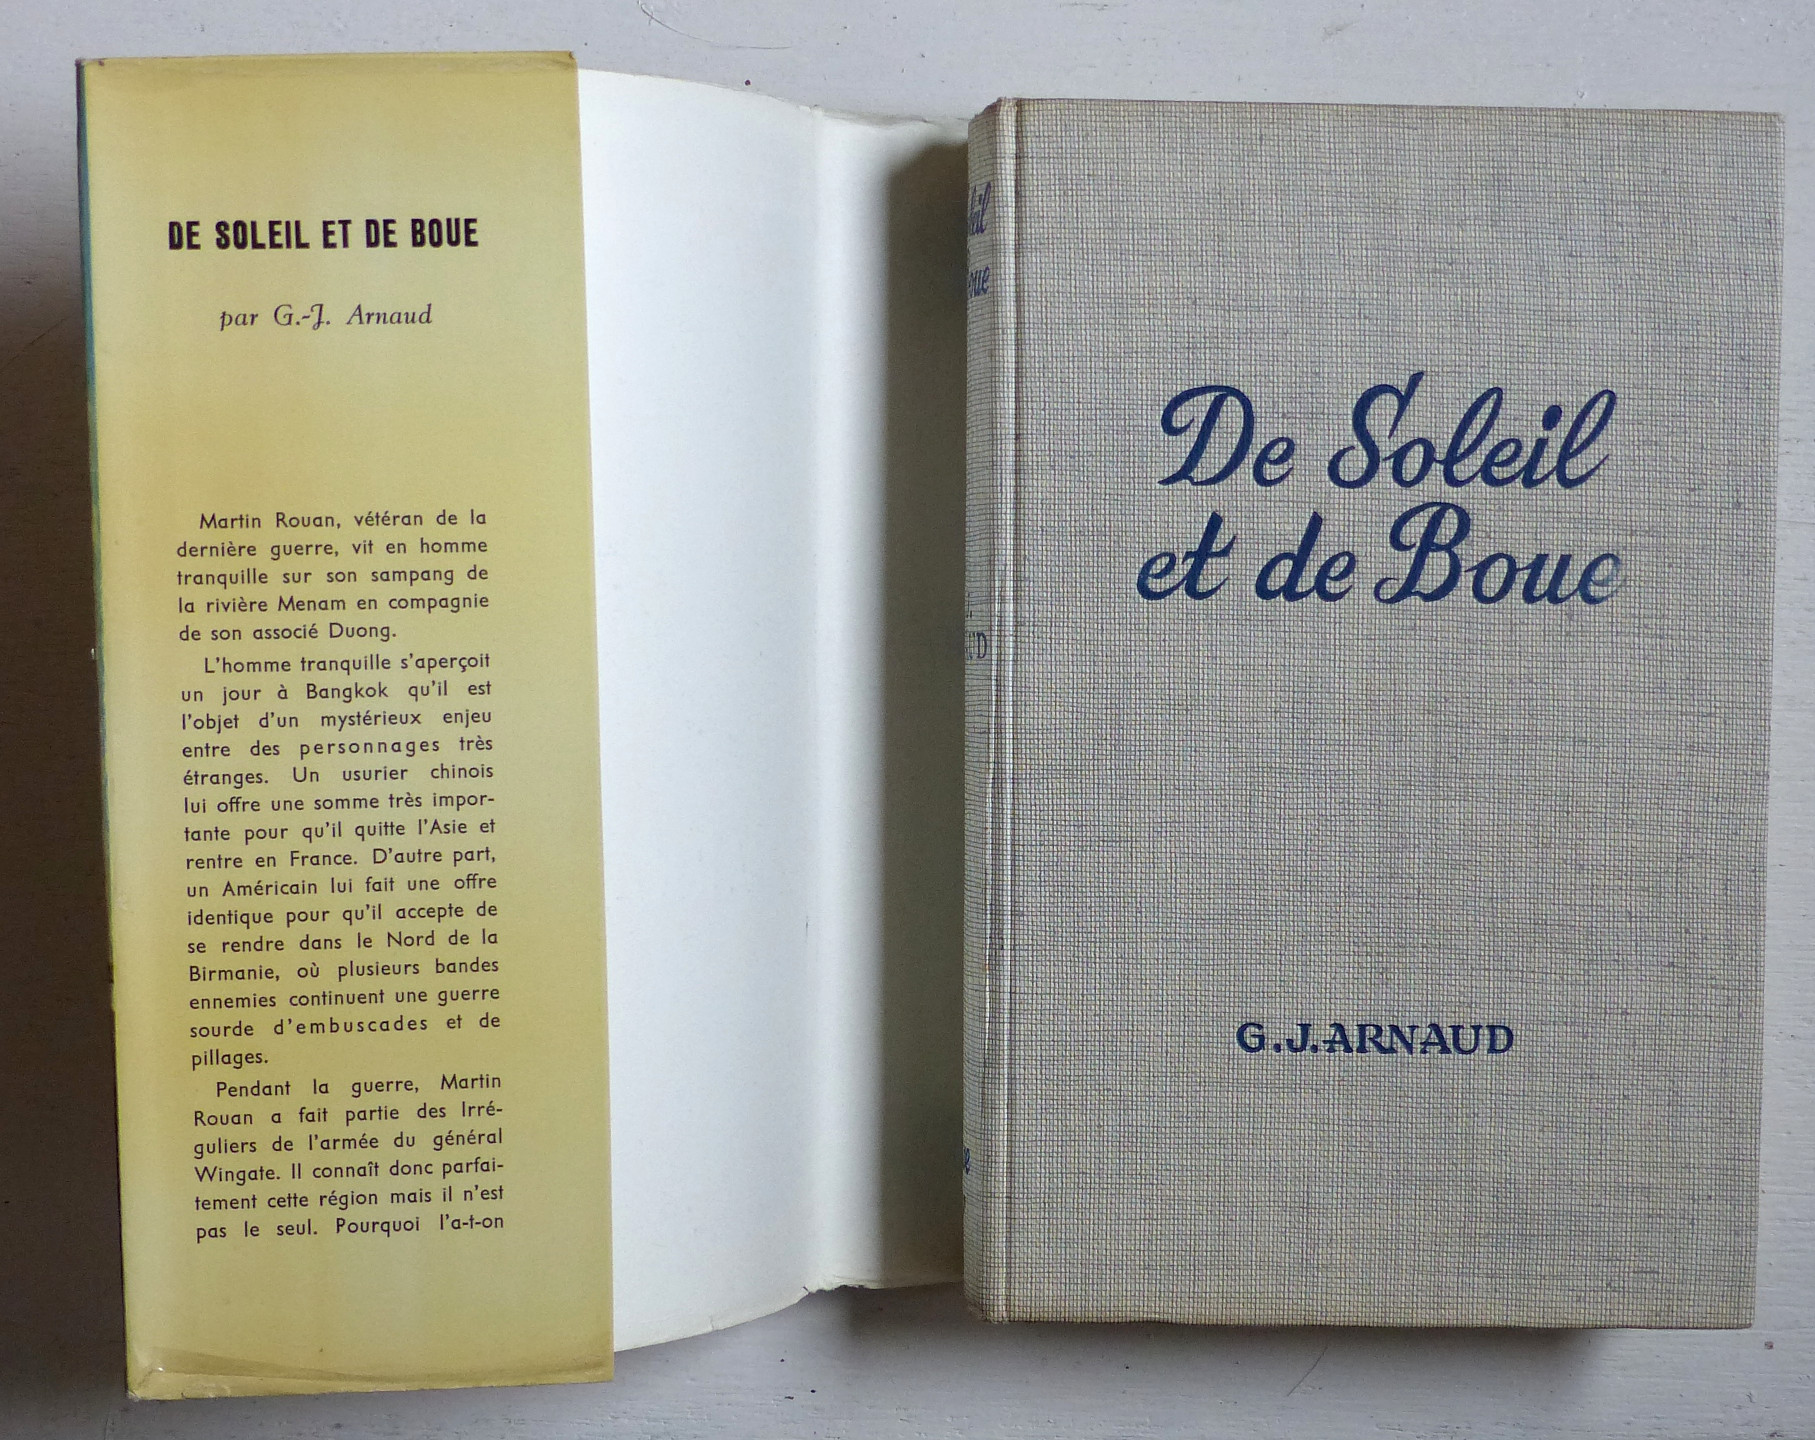 DE SOLEIL ET DE BOUE
par G.-J. Arnaud
Martin Rouan, vétéran de la
dernière guerre, vit en homme
tranquille sur son sampang de
la rivière Menam en compagnie
de son associé Duong.
L'homme tranquille s'aperçoit
un jour à Bangkok qu'il est
l'objet d'un mystérieux enjeu
entre des personnages très
étranges. Un usurier chinois
lui offre une somme très impor-
tante pour qu'il quitte l'Asie et
rentre en France. D'autre part,
un Américain lui fait une offre
identique pour qu'il accepte de
se rendre dans le Nord de la
Birmanie, où plusieurs bandes
ennemies continuent une guerre
sourde d'embuscades et de
pillages.
Pendant la guerre, Martin
Rouan a fait partie des Irré-
guliers de l'armée du général
Wingate. Il connaît donc parfai-
tement cette région mais il n'est
pas le seul. Pourquoi l'a-t-on
De Soleil
et de Boue
G.J.ARNAUD